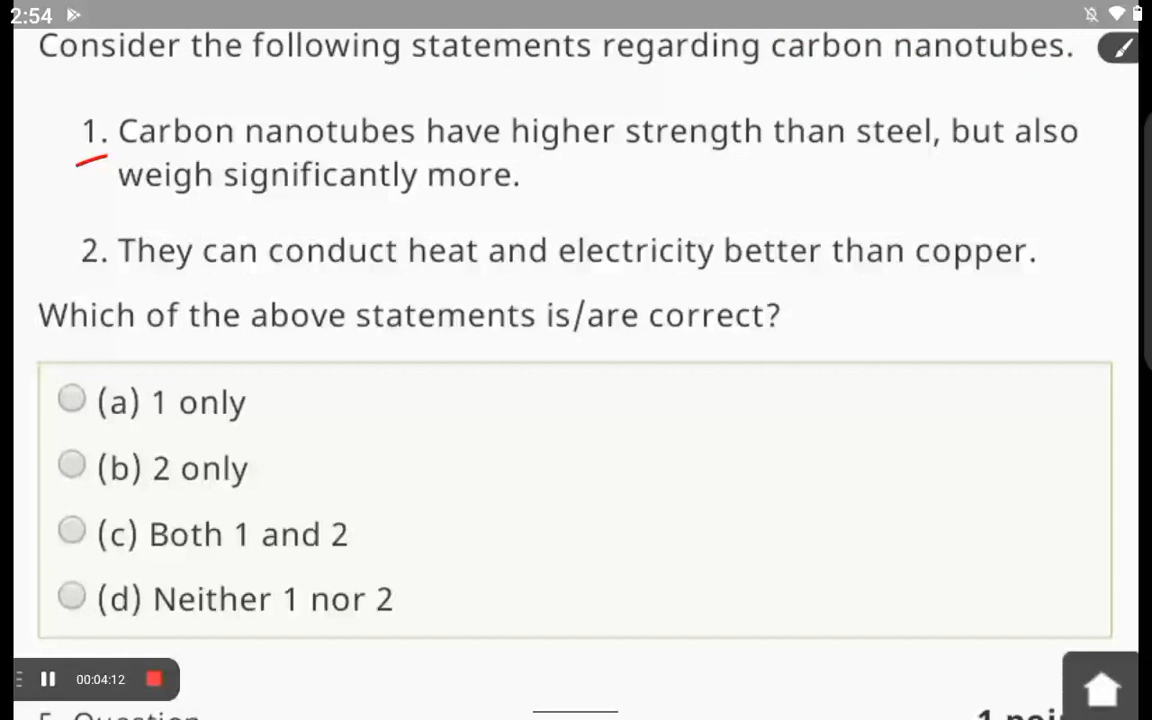 2:54
Consider the following statements regarding carbon nanotubes.
1. Carbon nanotubes have higher strength than steel, but also
weigh significantly more.
2. They can conduct heat and electricity better than copper.
Which of the above statements is/are correct?
(a) 1 only
(b) 2 only
(c) Both 1 and 2
(d) Neither 1 nor 2
00:04:12
5. Question